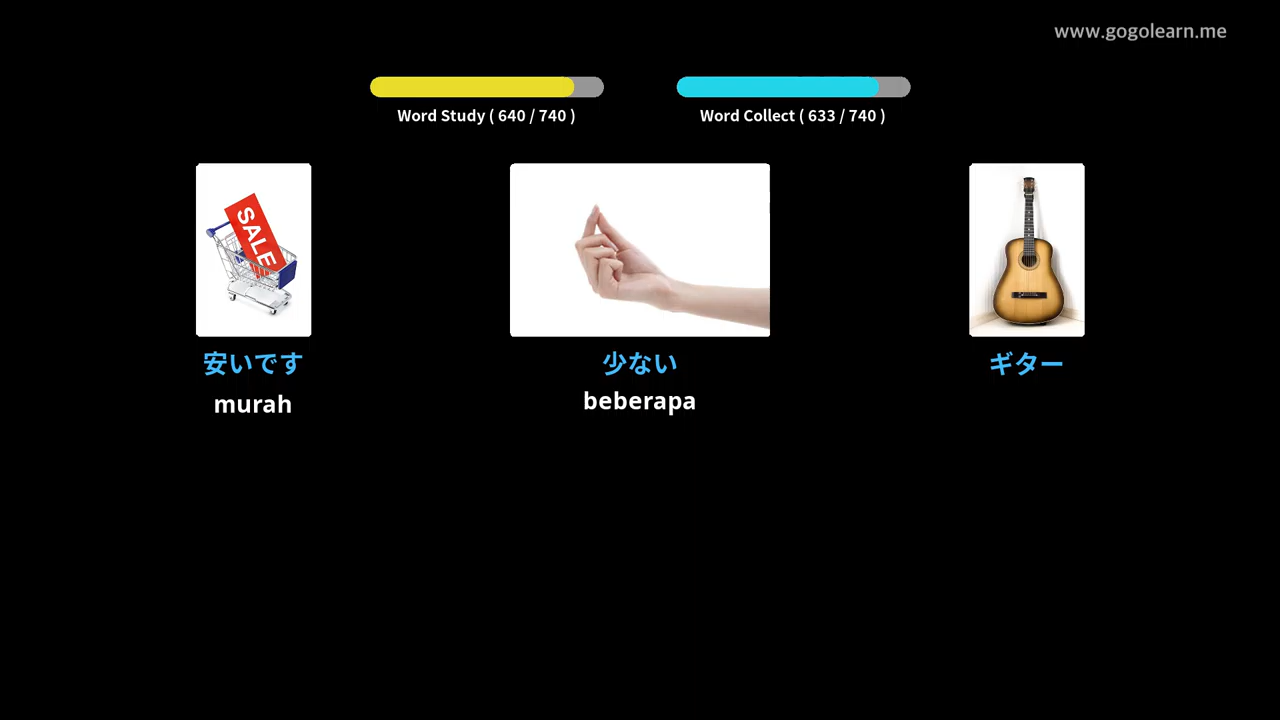 www.gogolearn.me
Word Study ( 640 / 740 )
Word Collect ( 633 / 740 )
SALE
安いです
少ない
ギター
murah
beberapa